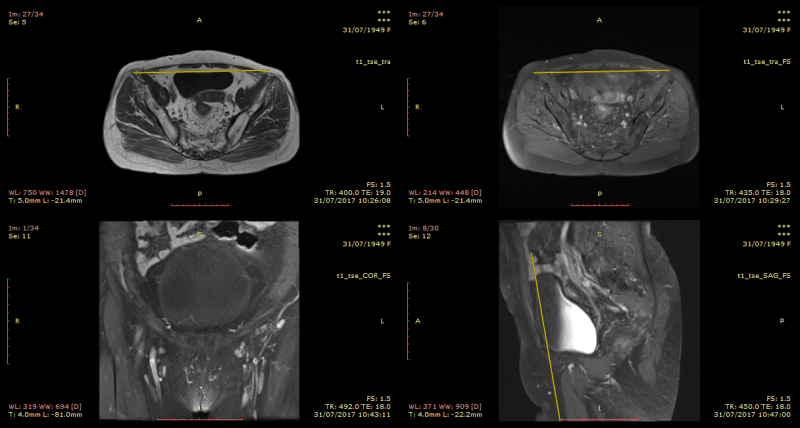 Im: 27/34
Se: 5
A
***
***
31/07/1949 F
t1_tse_tra
R
L
WL: 750 WW: 1478 [D]
T: 5.0mm L: -21.4mm
P
FS: 1.5
TR: 400.0 TE: 19.0
31/07/2017 10:26:08
Im: 27/34
Se: 6
A
***
***
31/07/1949 F
t1_tse_tra_FS
R
L
WL: 214 WW: 448 [D]
T: 5.0mm L: -21.4mm
P
FS: 1.5
TR: 435.0 TE: 18.0
31/07/2017 10:29:27
Im: 1/34
Se: 11
S
***
***
31/07/1949 F
t1_tse_COR_FS
R
L
WL: 319 WW: 694 [D]
T: 4.0mm L: -81.0mm
I
FS: 1.5
TR: 492.0 TE: 18.0
31/07/2017 10:43:11
Im: 8/30
Se: 12
S
***
***
31/07/1949 F
t1_tse_SAG_FS
A
P
WL: 371 WW: 909 [D]
T: 4.0mm L: -22.2mm
I
FS: 1.5
TR: 450.0 TE: 18.0
31/07/2017 10:47:00